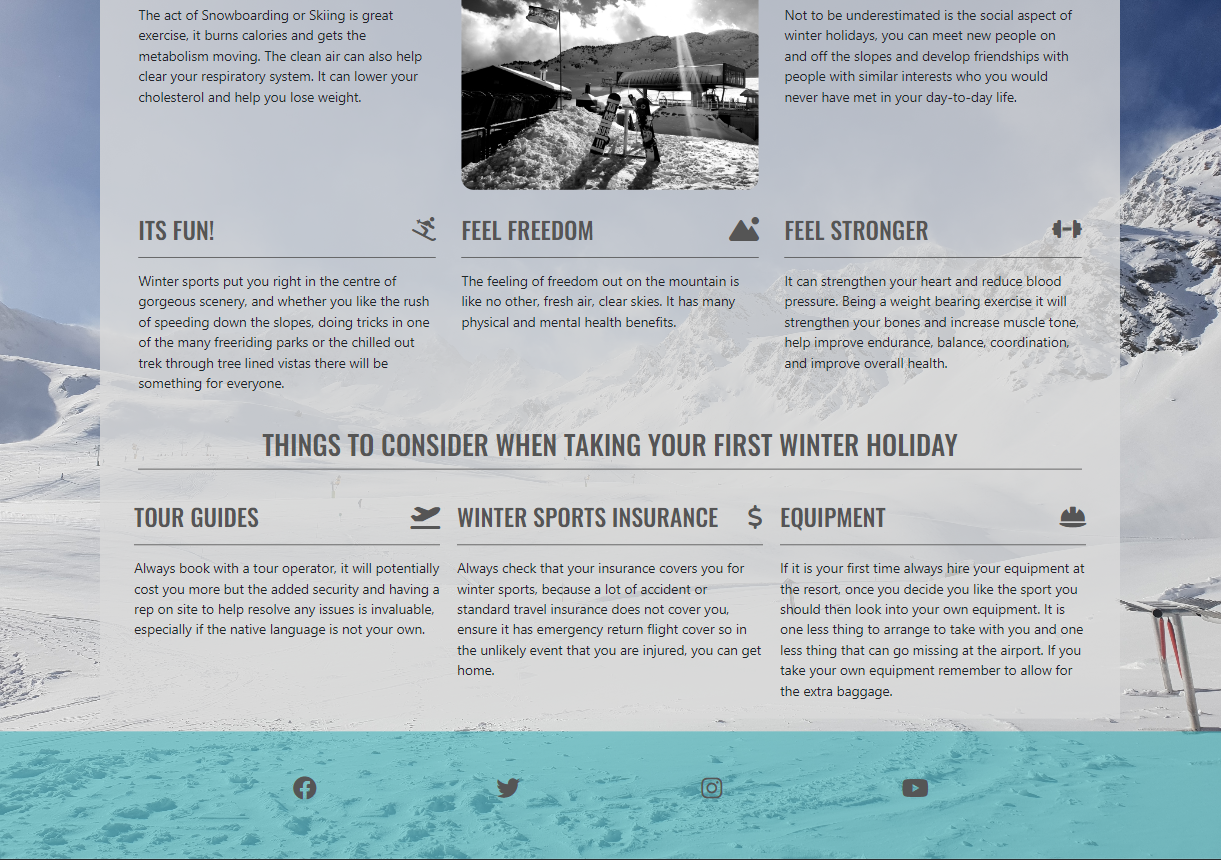 The act of Snowboarding or Skiing is great
exercise, it burns calories and gets the
metabolism moving. The clean air can also help
clear your respiratory system. It can lower your
cholesterol and help you lose weight.
Not to be underestimated is the social aspect of
winter holidays, you can meet new people on
and off the slopes and develop friendships with
people with similar interests who you would
never have met in your day-to-day life.
ITS FUN!
Winter sports put you right in the centre of
gorgeous scenery, and whether you like the rush
of speeding down the slopes, doing tricks in one
of the many freeriding parks or the chilled out
trek through tree lined vistas there will be
something for everyone.
FEEL FREEDOM
The feeling of freedom out on the mountain is
like no other, fresh air, clear skies. It has many
physical and mental health benefits.
FEEL STRONGER
It can strengthen your heart and reduce blood
pressure. Being a weight bearing exercise it will
strengthen your bones and increase muscle tone,
help improve endurance, balance, coordination,
and improve overall health.
THINGS TO CONSIDER WHEN TAKING YOUR FIRST WINTER HOLIDAY
TOUR GUIDES
Always book with a tour operator, it will potentially
cost you more but the added security and having a
rep on site to help resolve any issues is invaluable,
especially if the native language is not your own.
WINTER SPORTS INSURANCE
Always check that your insurance covers you for
winter sports, because a lot of accident or
standard travel insurance does not cover you,
ensure it has emergency return flight cover so in
the unlikely event that you are injured, you can get
home.
EQUIPMENT
If it is your first time always hire your equipment at
the resort, once you decide you like the sport you
should then look into your own equipment. It is
one less thing to arrange to take with you and one
less thing that can go missing at the airport. If you
take your own equipment remember to allow for
the extra baggage.